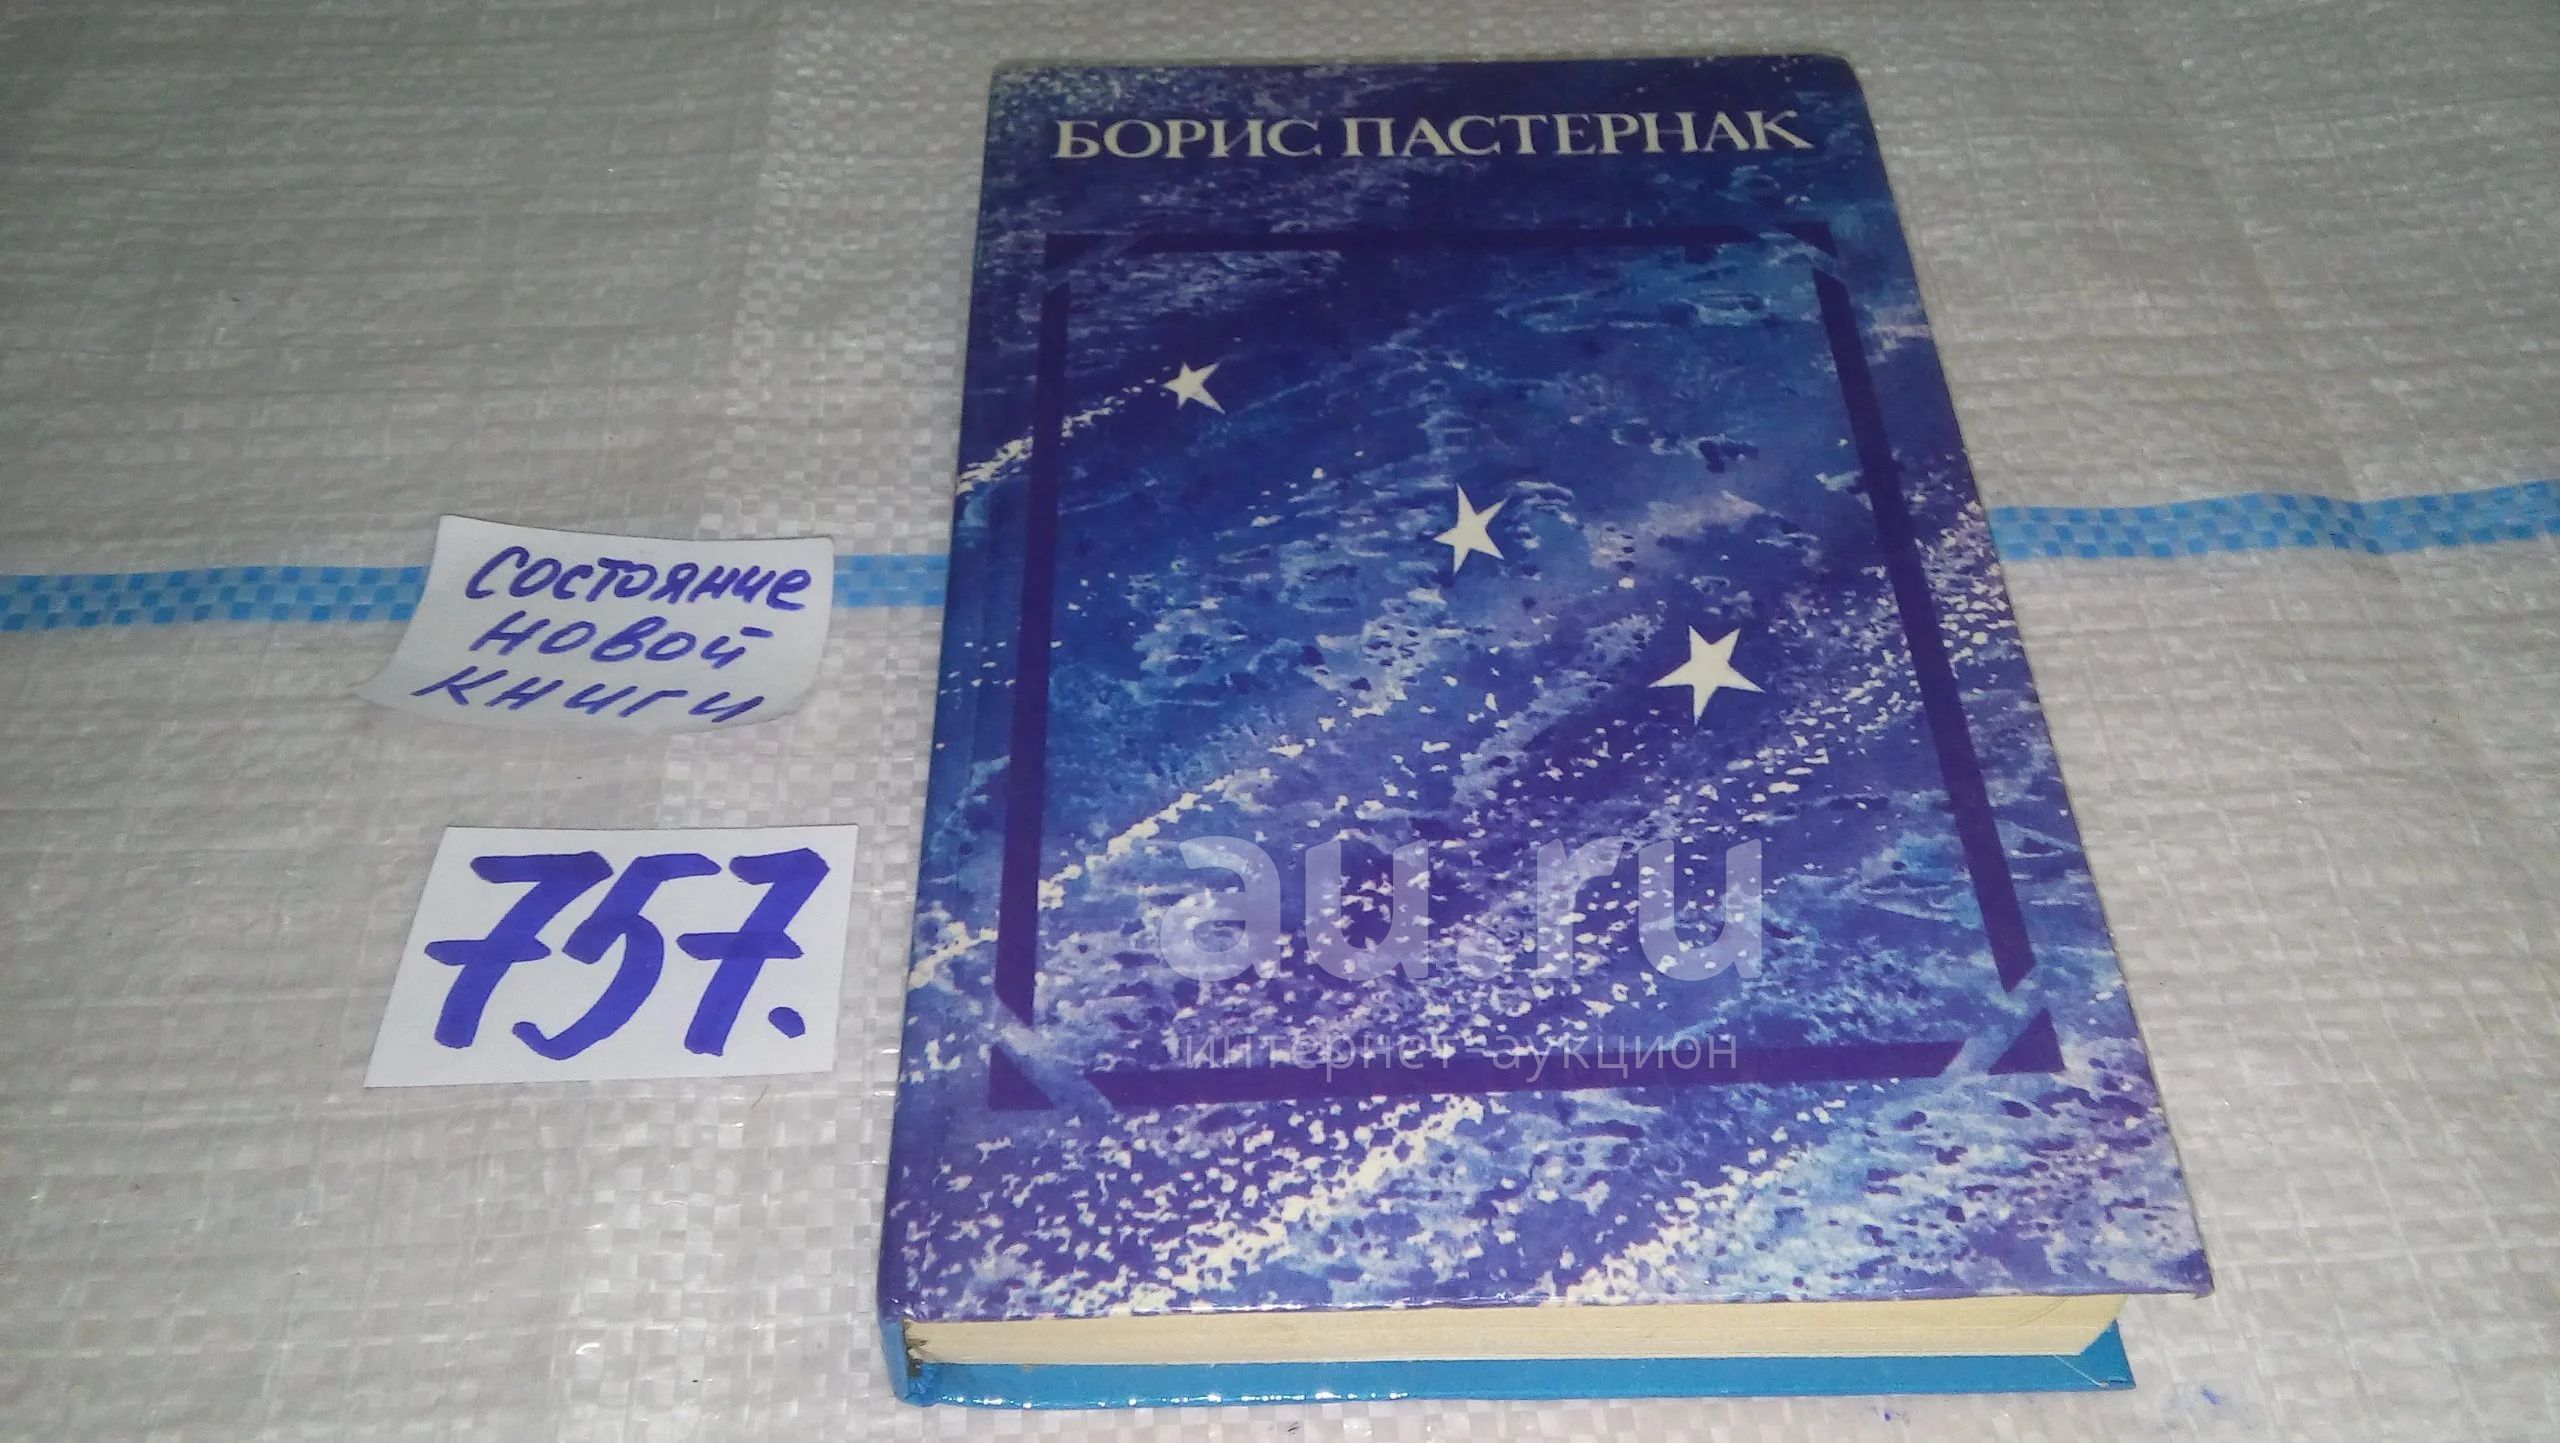 БОРИС ПАСТЕРНАК
состояние
новой
книги
757.
au.ru
интернет-аукцион